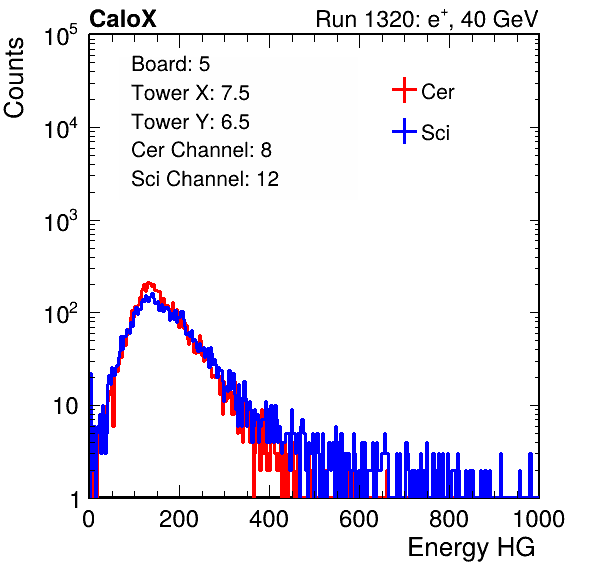 CaloX Run 1320: e⁺, 40 GeV
Counts
Board: 5
Tower X: 7.5
Tower Y: 6.5
Cer Channel: 8
Sci Channel: 12
Cer
Sci
10⁵
10⁴
10³
10²
10
1
0 200 400 600 800 1000
Energy HG